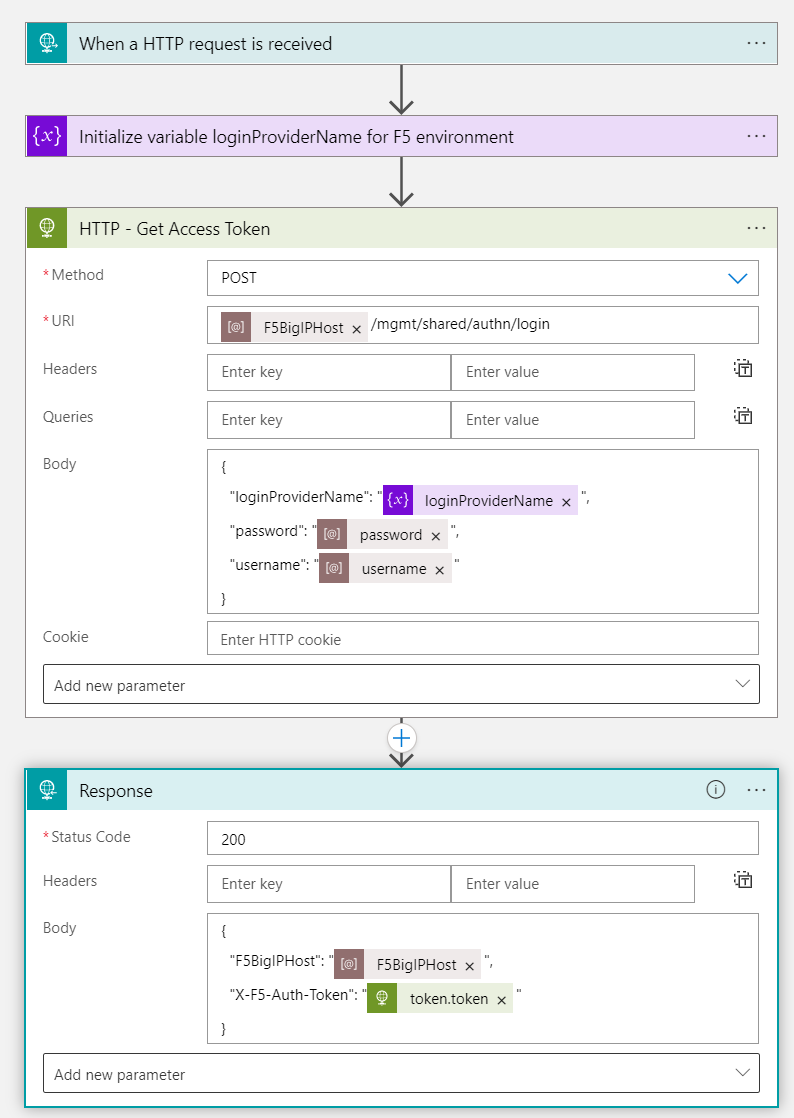 When a HTTP request is received
{x} Initialize variable loginProviderName for F5 environment
HTTP - Get Access Token
*Method POST
*URI [@] F5BigIPHost × /mgmt/shared/authn/login
Headers Enter key Enter value
Queries Enter key Enter value
Body
{
"loginProviderName": "{x} loginProviderName ×",
"password": "[@] password ×",
"username": "[@] username ×"
}
Cookie Enter HTTP cookie
Add new parameter
Response
*Status Code 200
Headers Enter key Enter value
Body
{
"F5BigIPHost": "[@] F5BigIPHost ×",
"X-F5-Auth-Token": "token.token ×"
}
Add new parameter